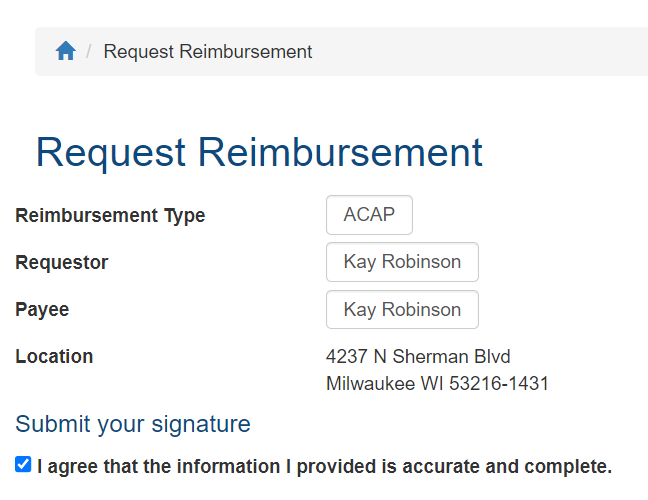 / Request Reimbursement
Request Reimbursement
Reimbursement Type ACAP
Requestor Kay Robinson
Payee Kay Robinson
Location 4237 N Sherman Blvd
Milwaukee WI 53216-1431
Submit your signature
I agree that the information I provided is accurate and complete.